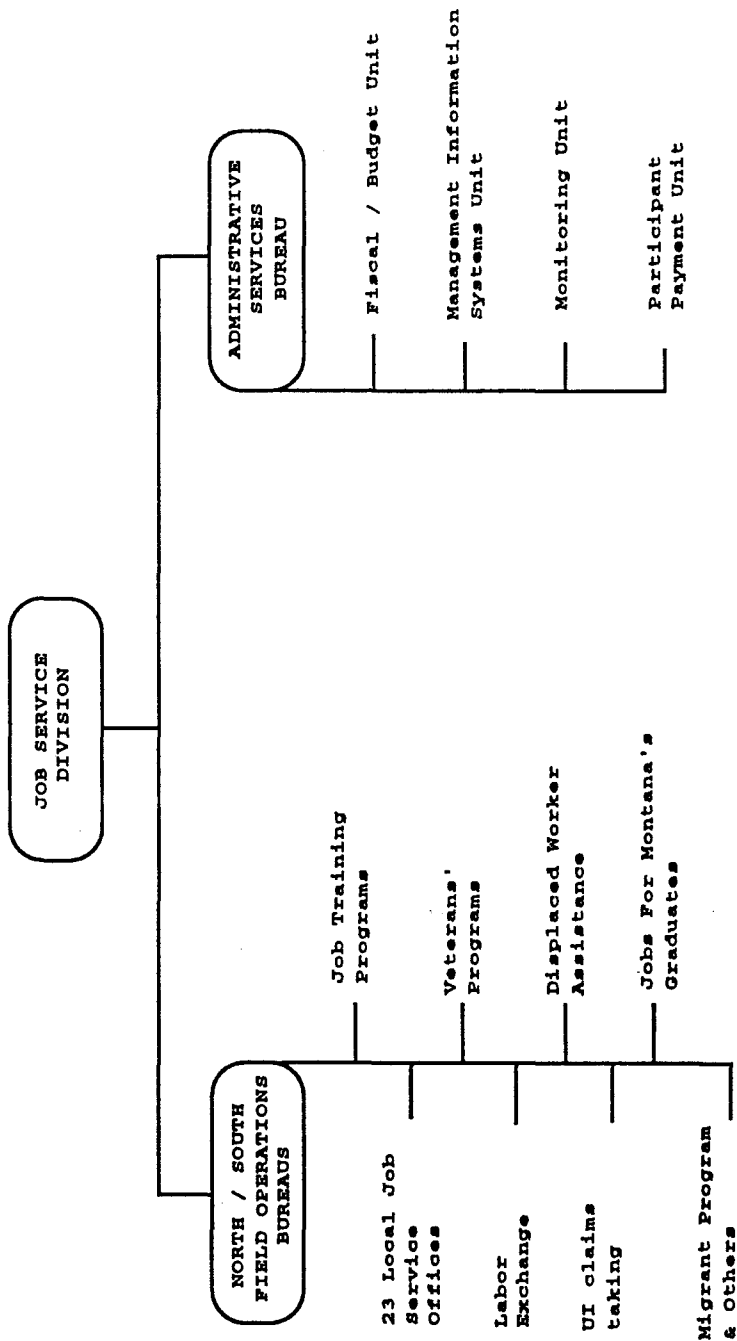 JOB SERVICE
DIVISION
NORTH / SOUTH
FIELD OPERATIONS
BUREAUS
Job Training
Programs
23 Local Job
Service
Offices
Veterans'
Programs
Labor
Exchange
Displaced Worker
Assistance
UI claims
taking
Jobs For Montana's
Graduates
Migrant Program
& Others
ADMINISTRATIVE
SERVICES
BUREAU
Fiscal / Budget Unit
Management Information
Systems Unit
Monitoring Unit
Participant
Payment Unit